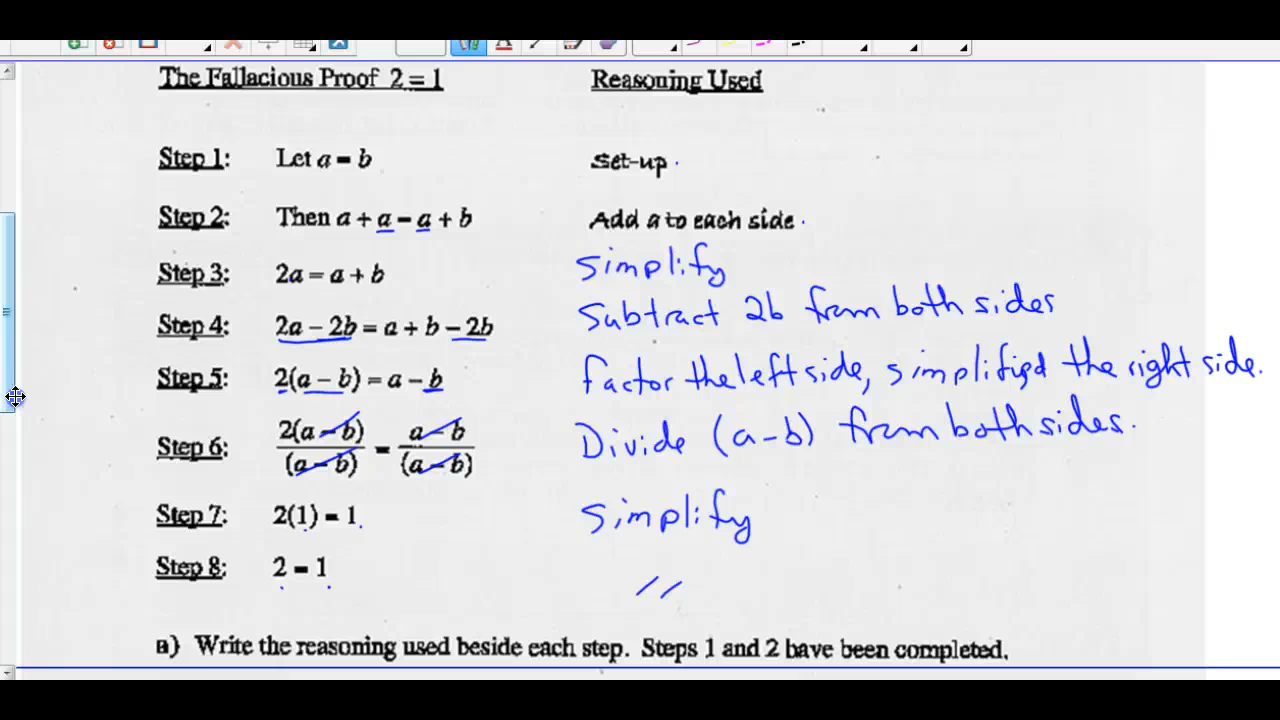 The Fallacious Proof 2 = 1 Reasoning Used
Step 1: Let a = b set-up.
Step 2: Then a + a = a + b Add a to each side.
Step 3: 2a = a + b Simplify
Step 4: 2a – 2b = a + b – 2b Subtract 2b from both sides
Step 5: 2(a – b) = a – b factor the left side, simplified the right side.
Step 6: 2(a – b)/(a – b) = a – b/(a – b) Divide (a-b) from both sides.
Step 7: 2(1) = 1 Simplify
Step 8: 2 = 1 //
a) Write the reasoning used beside each step. Steps 1 and 2 have been completed.